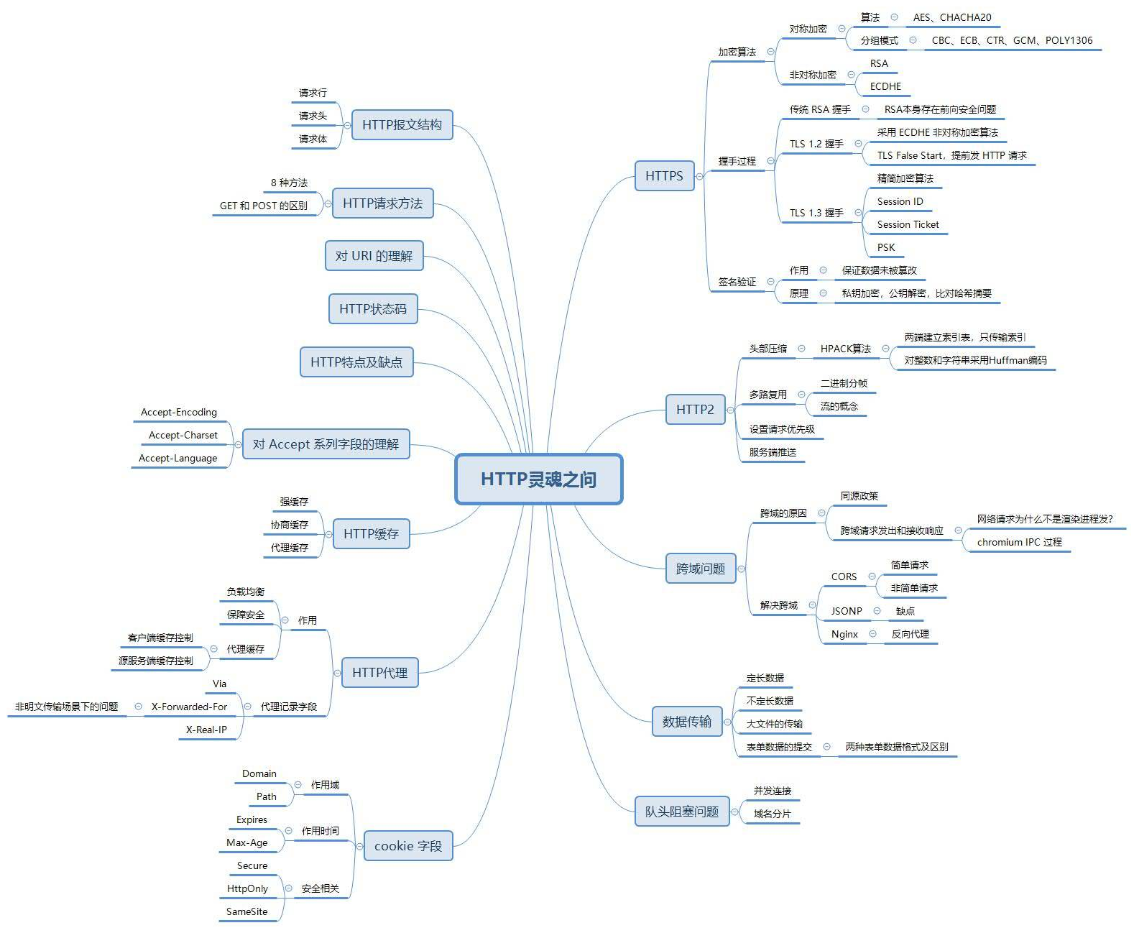 HTTP灵魂之问
HTTP报文结构
请求行
请求头
请求体
HTTP请求方法
8 种方法
GET 和 POST 的区别
对 URI 的理解
HTTP状态码
HTTP特点及缺点
对 Accept 系列字段的理解
Accept-Encoding
Accept-Charset
Accept-Language
HTTP缓存
强缓存
协商缓存
代理缓存
HTTP代理
作用
负载均衡
保障安全
代理缓存
客户端缓存控制
源服务端缓存控制
代理记录字段
Via
X-Forwarded-For
非明文传输场景下的问题
X-Real-IP
cookie 字段
作用域
Domain
Path
作用时间
Expires
Max-Age
安全相关
Secure
HttpOnly
SameSite
HTTPS
加密算法
对称加密
算法
AES、CHACHA20
分组模式
CBC、ECB、CTR、GCM、POLY1306
非对称加密
RSA
ECDHE
握手过程
传统 RSA 握手
RSA本身存在前向安全问题
TLS 1.2 握手
采用 ECDHE 非对称加密算法
TLS False Start，提前发 HTTP 请求
TLS 1.3 握手
精简加密算法
Session ID
Session Ticket
PSK
签名验证
作用
保证数据未被篡改
原理
私钥加密，公钥解密，比对哈希摘要
HTTP2
头部压缩
HPACK算法
两端建立索引表，只传输索引
对整数和字符串采用Huffman编码
多路复用
二进制分帧
流的概念
设置请求优先级
服务端推送
跨域问题
跨域的原因
同源政策
跨域请求发出和接收响应
网络请求为什么不是渲染进程发?
chromium IPC 过程
解决跨域
CORS
简单请求
非简单请求
JSONP
缺点
Nginx
反向代理
数据传输
定长数据
不定长数据
大文件的传输
表单数据的提交
两种表单数据格式及区别
队头阻塞问题
并发连接
域名分片